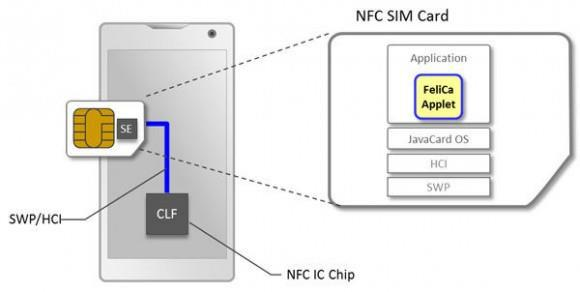 NFC SIM Card
Application
FeliCa
Applet
JavaCard OS
HCI
SWP
SE
SWP/HCI
CLF
NFC IC Chip